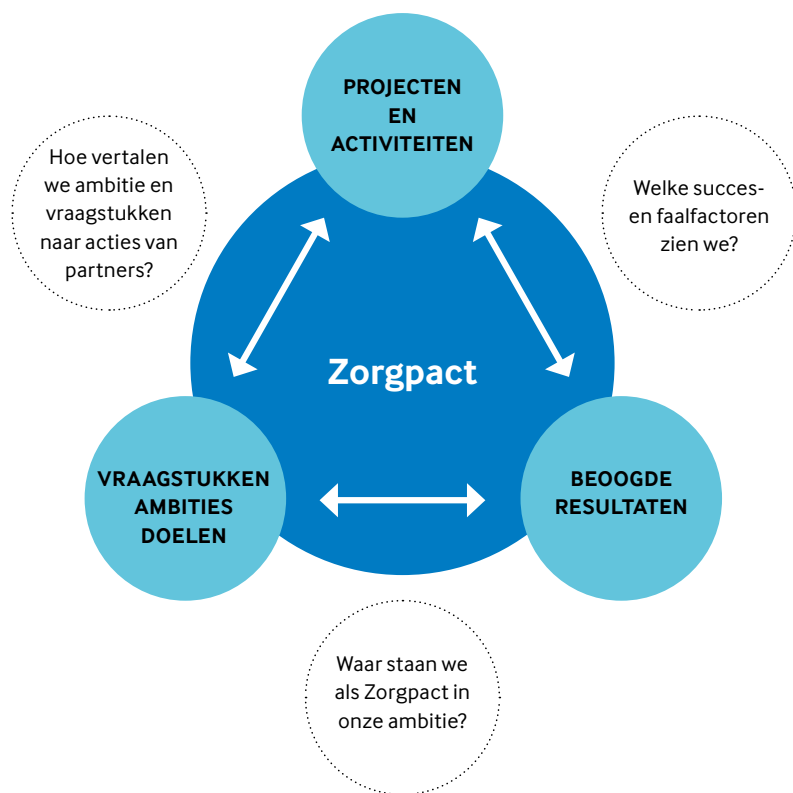 PROJECTEN
EN
ACTIVITEITEN
Hoe vertalen
we ambitie en
vraagstukken
naar acties van
partners?
Welke succes-
en faalfactoren
zien we?
Zorgpact
VRAAGSTUKKEN
AMBITIES
DOELEN
BEOOGDE
RESULTATEN
Waar staan we
als Zorgpact in
onze ambitie?